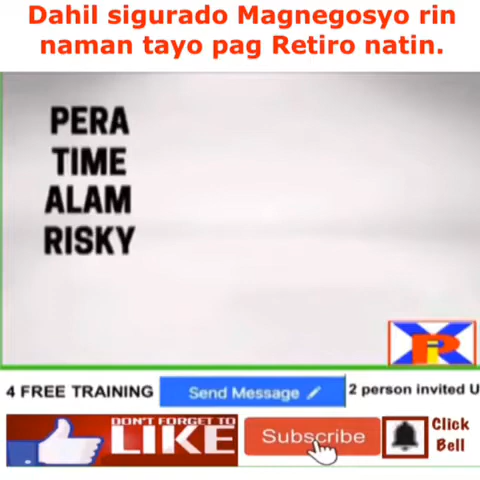 Dahil sigurado Magnegosyo rin
naman tayo pag Retiro natin.
PERA
TIME
ALAM
RISKY
4 FREE TRAINING
Send Message
2 person invited U
DON'T FORGET TO
LIKE
Subscribe
Click
Bell